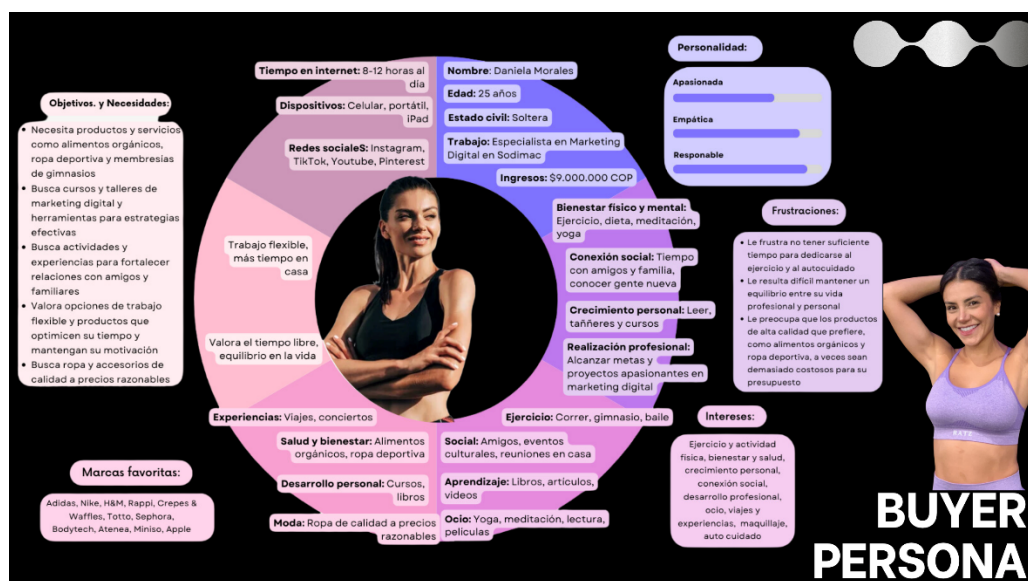 Objetivos. y Necesidades:
Necesita productos y servicios
como alimentos orgánicos,
ropa deportiva y membresías
de gimnasios
Busca cursos y talleres de
marketing digital y
herramientas para estrategias
efectivas
Busca actividades y
experiencias para fortalecer
relaciones con amigos y
familiares
Valora opciones de trabajo
flexible y productos que
optimicen su tiempo y
mantengan su motivación
Busca ropa y accesorios de
calidad a precios razonables
Marcas favoritas:
Adidas, Nike, H&M, Rappi, Crepes &
Waffles, Totto, Sephora,
Bodytech, Atenea, Miniso, Apple
Tiempo en internet: 8-12 horas al
día
Dispositivos: Celular, portátil,
iPad
Redes socialeS: Instagram,
TikTok, Youtube, Pinterest
Trabajo flexible,
más tiempo en
casa
Valora el tiempo libre,
equilibrio en la vida
Experiencias: Viajes, conciertos
Salud y bienestar: Alimentos
orgánicos, ropa deportiva
Desarrollo personal: Cursos,
libros
Moda: Ropa de calidad a precios
razonables
Nombre: Daniela Morales
Edad: 25 años
Estado civil: Soltera
Trabajo: Especialista en Marketing
Digital en Sodimac
Ingresos: $9.000.000 COP
Bienestar físico y mental:
Ejercicio, dieta, meditación,
yoga
Conexión social: Tiempo
con amigos y familia,
conocer gente nueva
Crecimiento personal: Leer,
tañferes y cursos
Realización profesional:
Alcanzar metas y
proyectos apasionantes en
marketing digital
Ejercicio: Correr, gimnasio, baile
Social: Amigos, eventos
culturales, reuniones en casa
Aprendizaje: Libros, artículos,
videos
Ocio: Yoga, meditación, lectura,
películas
Personalidad:
Apasionada
Empática
Responsable
Frustraciones:
Le frustra no tener suficiente
tiempo para dedicarse al
ejercicio y al autocuidado
Le resulta difícil mantener un
equilibrio entre su vida
profesional y personal
Le preocupa que los productos
de alta calidad que prefiere,
como alimentos orgánicos y
ropa deportiva, a veces sean
demasiado costosos para su
presupuesto
Intereses:
Ejercicio y actividad
física, bienestar y salud,
crecimiento personal,
conexión social,
desarrollo profesional,
ocio, viajes y
experiencias, maquillaje,
auto cuidado
BUYER
PERSONA